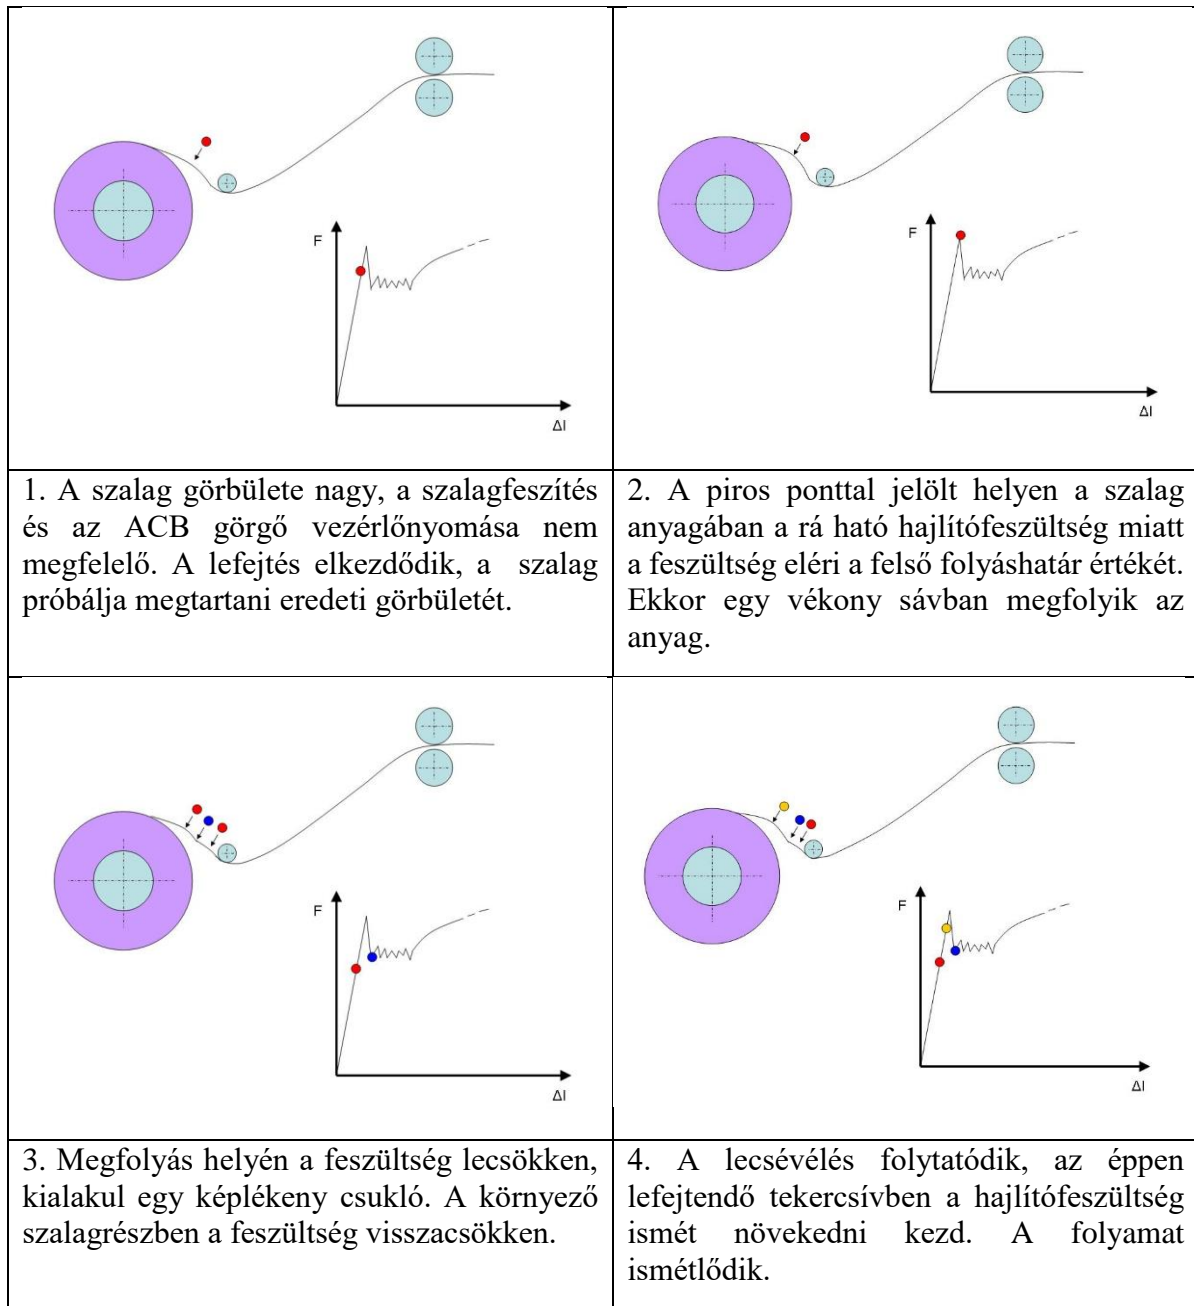 F
Δl
F
Δl
1. A szalag görbülete nagy, a szalagfeszítés
és az ACB görgő vezérlőnyomása nem
megfelelő. A lefejtés elkezdődik, a szalag
próbálja megtartani eredeti görbületét.
2. A piros ponttal jelölt helyen a szalag
anyagában a rá ható hajlítófeszültség miatt
a feszültség eléri a felső folyáshatár értékét.
Ekkor egy vékony sávban megfolyik az
anyag.
F
Δl
F
Δl
3. Megfolyás helyén a feszültség lecsökken,
kialakul egy képlékeny csukló. A környező
szalagrészben a feszültség visszacsökken.
4. A lecsévélés folytatódik, az éppen
lefejtendő tekercsívben a hajlítófeszültség
ismét növekedni kezd. A folyamat
ismétlődik.